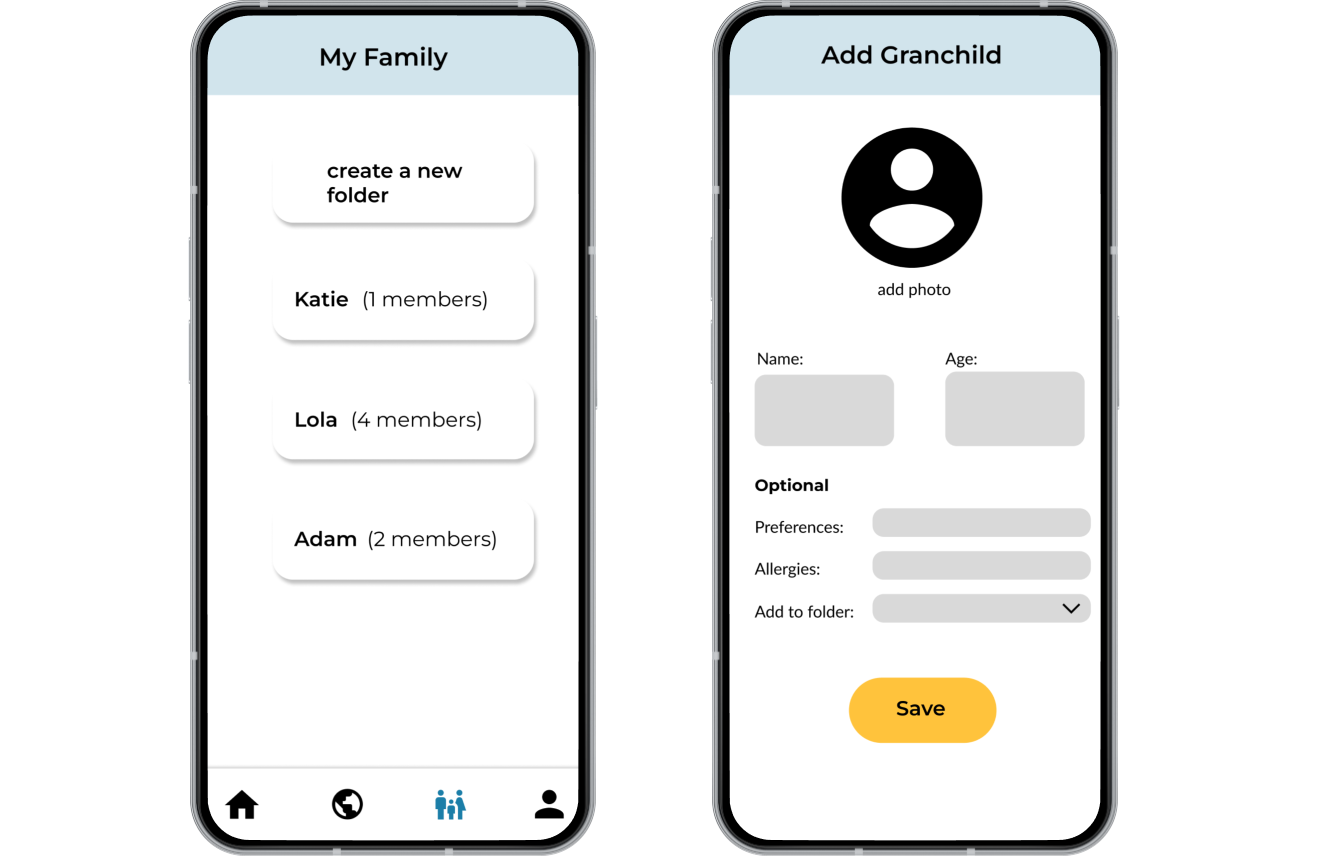 My Family
create a new
folder
Katie (1 members)
Lola (4 members)
Adam (2 members)
Add Granchild
add photo
Name:
Age:
Optional
Preferences:
Allergies:
Add to folder:
Save